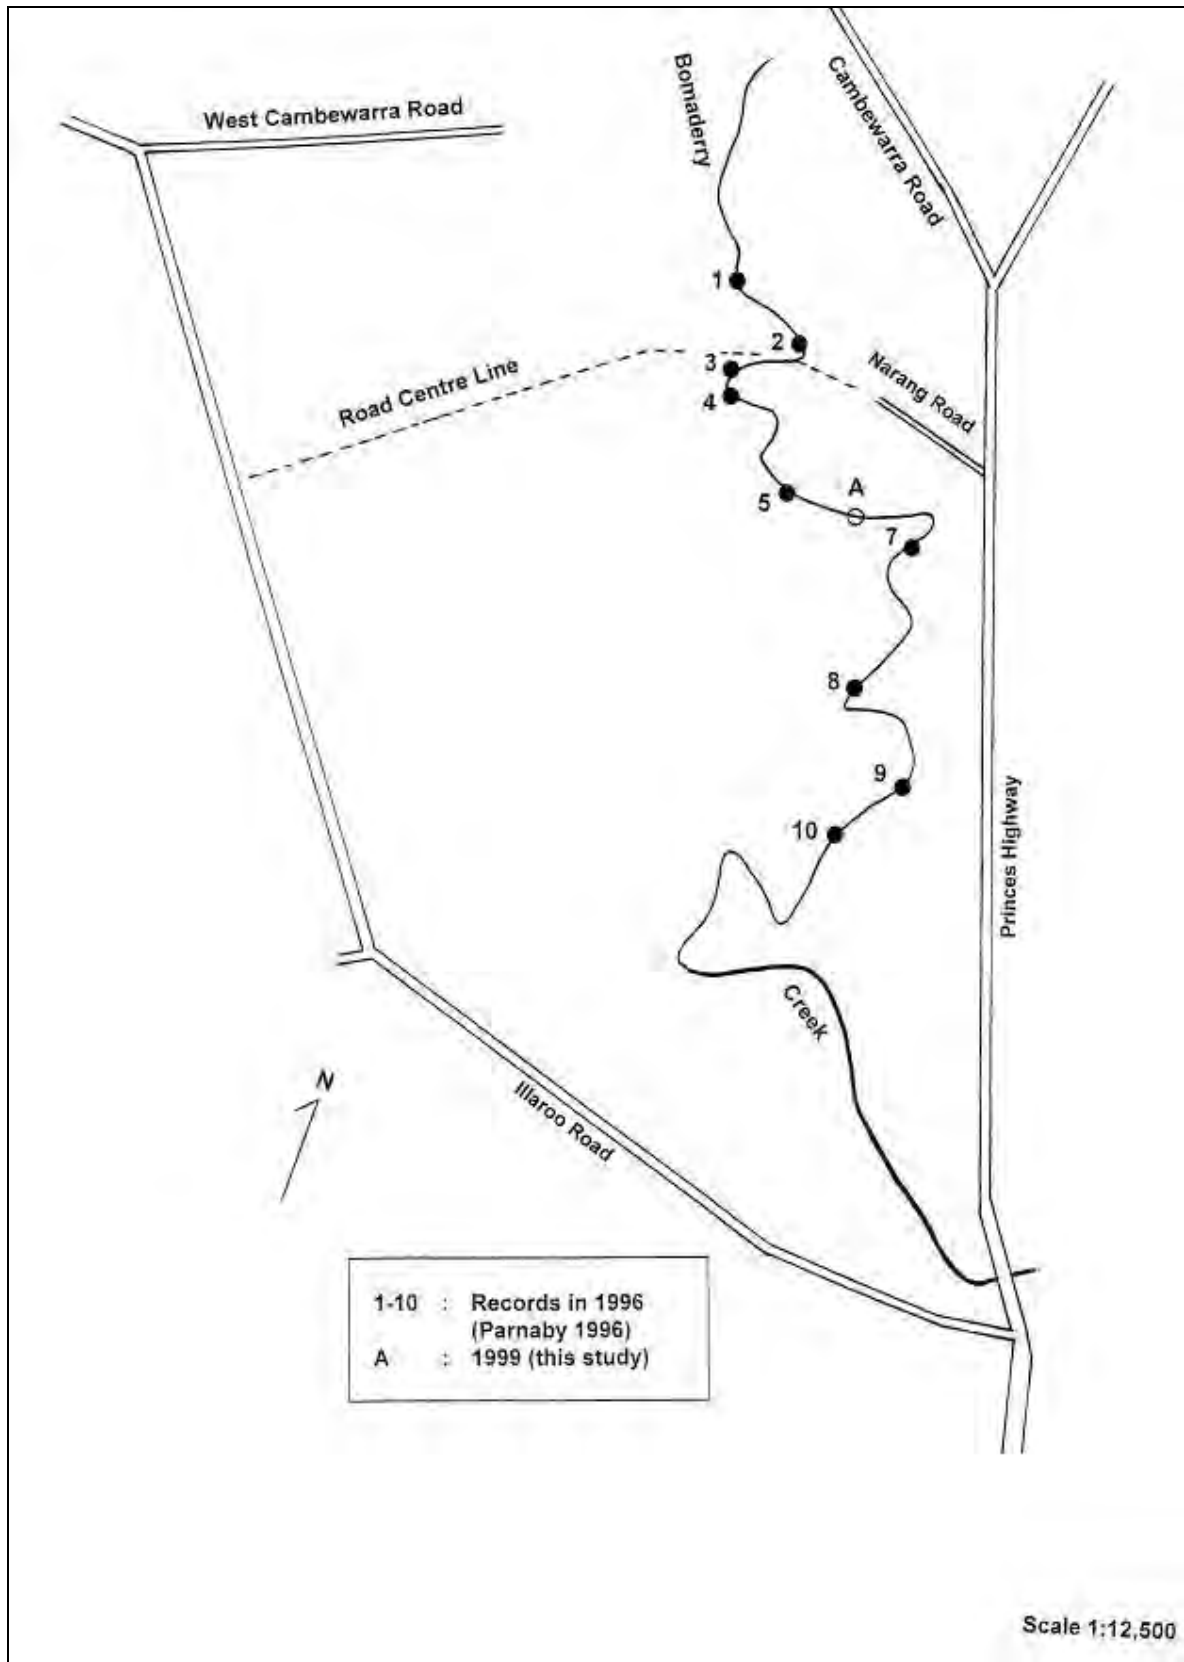 Bomaderry
Cambewarra Road
West Cambewarra Road
1
2
3
Road Centre Line
4
Narang Road
5
A
7
8
9
10
Princes Highway
Creek
N
Illaroo Road
1-10 : Records in 1996
(Parnaby 1996)
A : 1999 (this study)
Scale 1:12,500